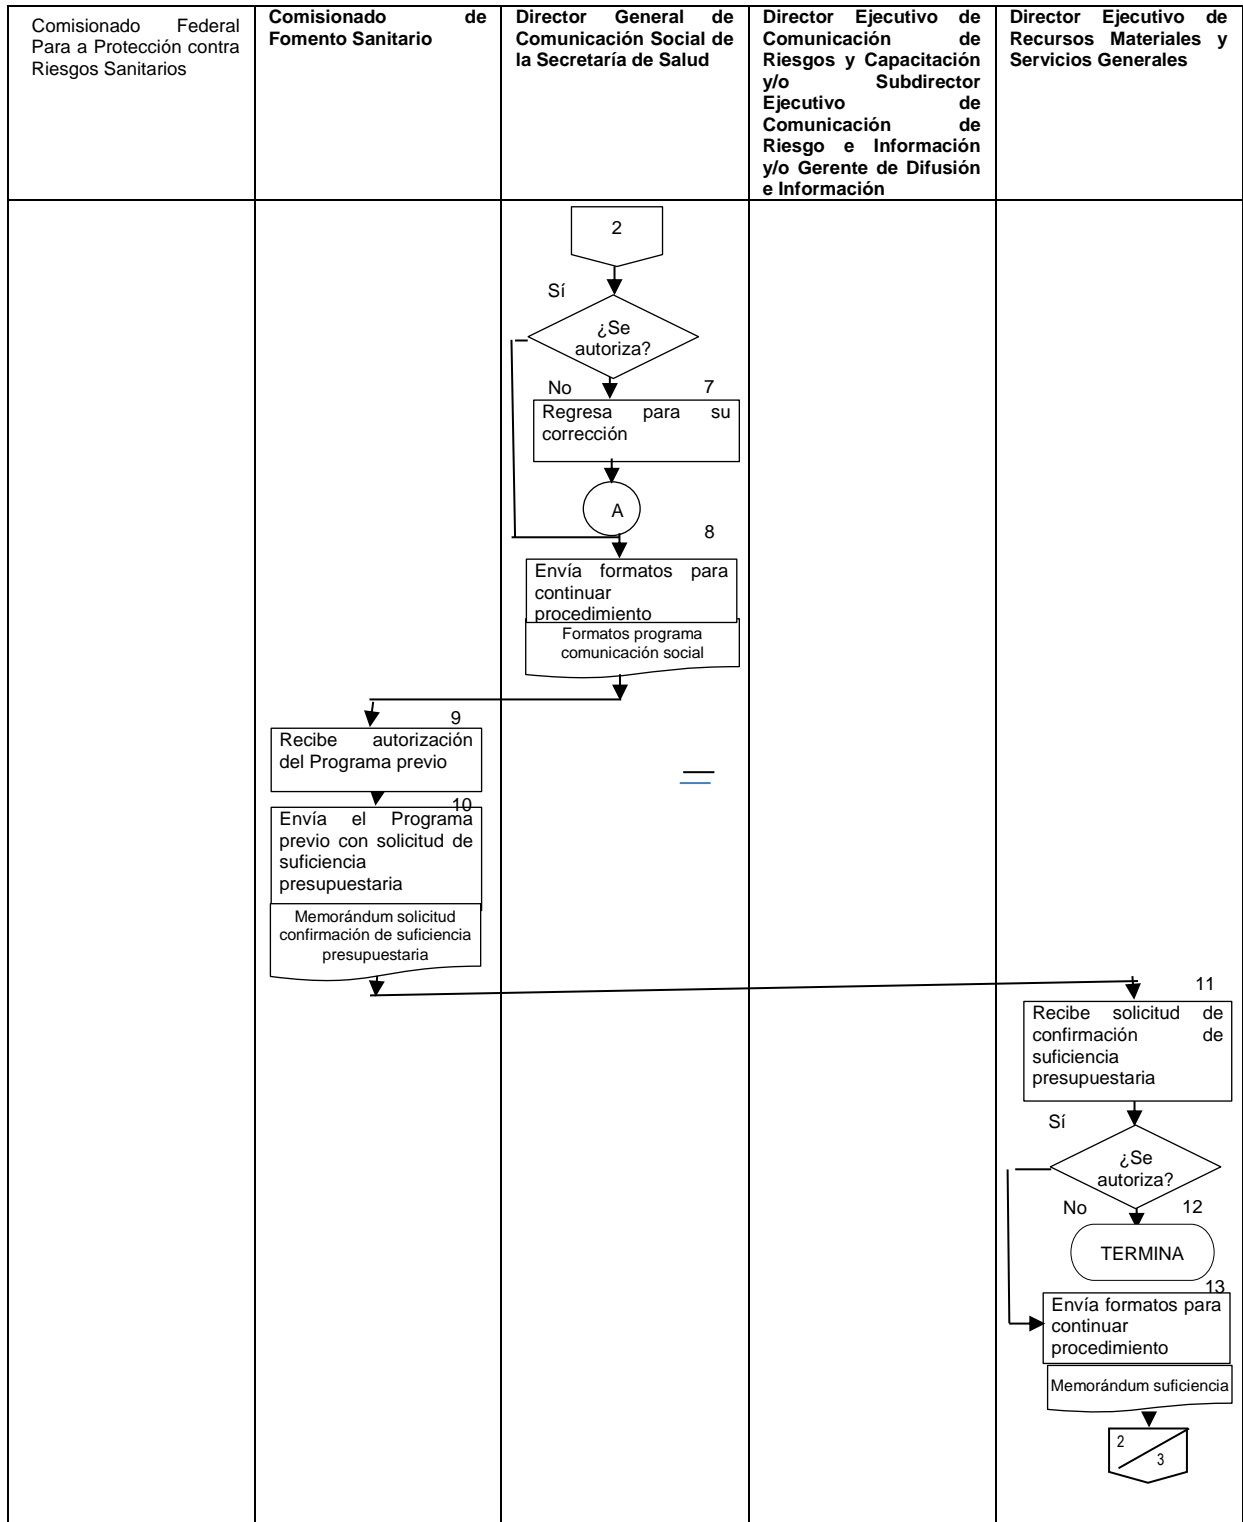 Comisionado Federal
Para a Protección contra
Riesgos Sanitarios
Comisionado de
Fomento Sanitario
Director General de
Comunicación Social de
la Secretaría de Salud
Director Ejecutivo de
Comunicación de
Riesgos y Capacitación
y/o Subdirector
Ejecutivo de
Comunicación de
Riesgo e Información
y/o Gerente de Difusión
e Información
Director Ejecutivo de
Recursos Materiales y
Servicios Generales
2
Sí
¿Se
autoriza?
No
7
Regresa para su
corrección
A
8
Envía formatos para
continuar
procedimiento
Formatos programa
comunicación social
9
Recibe autorización
del Programa previo
10
Envía el Programa
previo con solicitud de
suficiencia
presupuestaria
Memorándum solicitud
confirmación de suficiencia
presupuestaria
11
Recibe solicitud de
confirmación de
suficiencia
presupuestaria
Sí
¿Se
autoriza?
No
12
TERMINA
13
Envía formatos para
continuar
procedimiento
Memorándum suficiencia
2
3